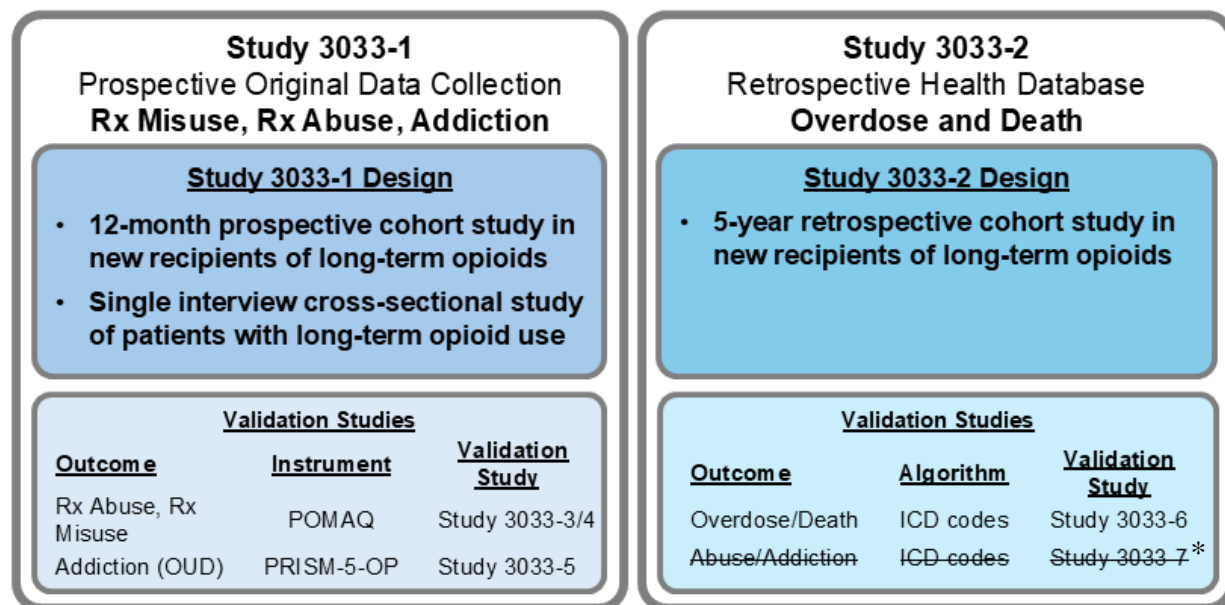 Study 3033-1
Prospective Original Data Collection
Rx Misuse, Rx Abuse, Addiction
Study 3033-1 Design
• 12-month prospective cohort study in
new recipients of long-term opioids
• Single interview cross-sectional study
of patients with long-term opioid use
Validation Studies
Outcome Instrument Validation
Study
Rx Abuse, Rx
Misuse POMAQ Study 3033-3/4
Addiction (OUD) PRISM-5-OP Study 3033-5
Study 3033-2
Retrospective Health Database
Overdose and Death
Study 3033-2 Design
• 5-year retrospective cohort study in
new recipients of long-term opioids
Validation Studies
Outcome Algorithm Validation
Study
Overdose/Death ICD codes Study 3033-6
Abuse/Addiction ICD codes Study 3033-7*